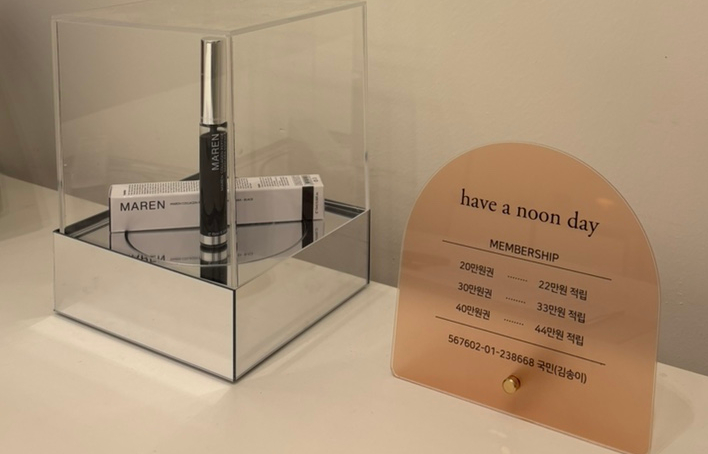 MAREN
MAREN
have a noon day
MEMBERSHIP
20만원권 ........ 22만원 적립
30만원권 ........ 33만원 적립
40만원권 ........ 44만원 적립
567602-01-238668 국민(김송이)